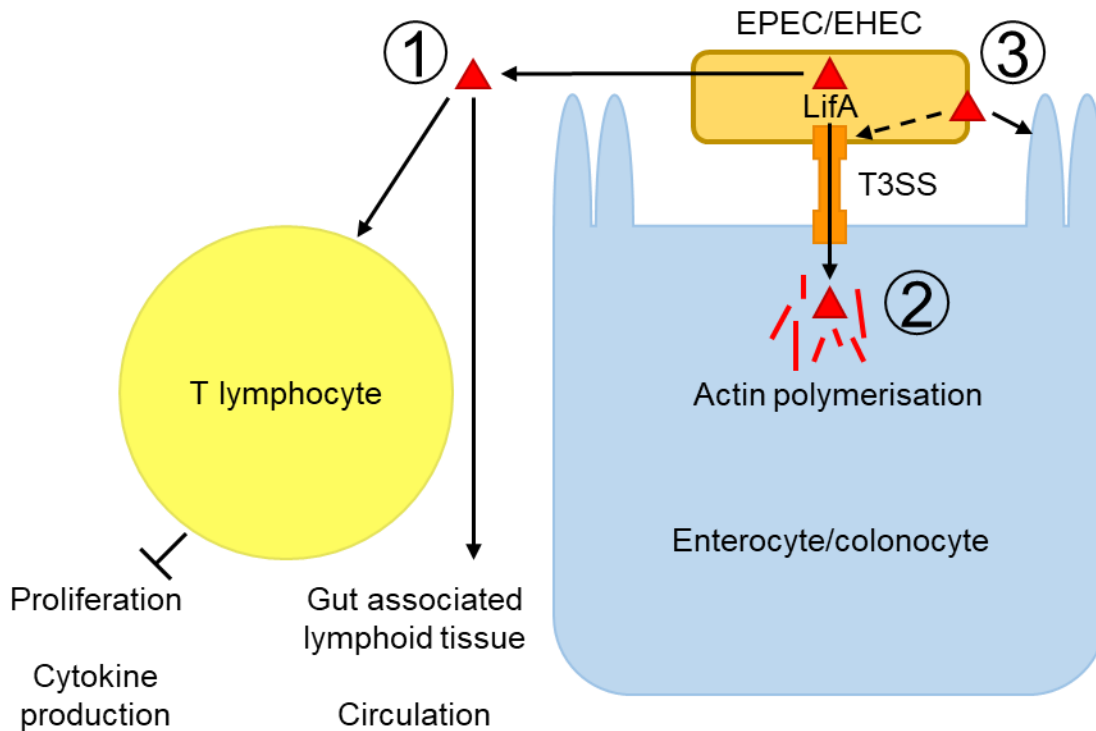 EPEC/EHEC
①
③
LifA
T3SS
②
T lymphocyte
Actin polymerisation
Enterocyte/colonocyte
Proliferation
Cytokine
production
Gut associated
lymphoid tissue
Circulation